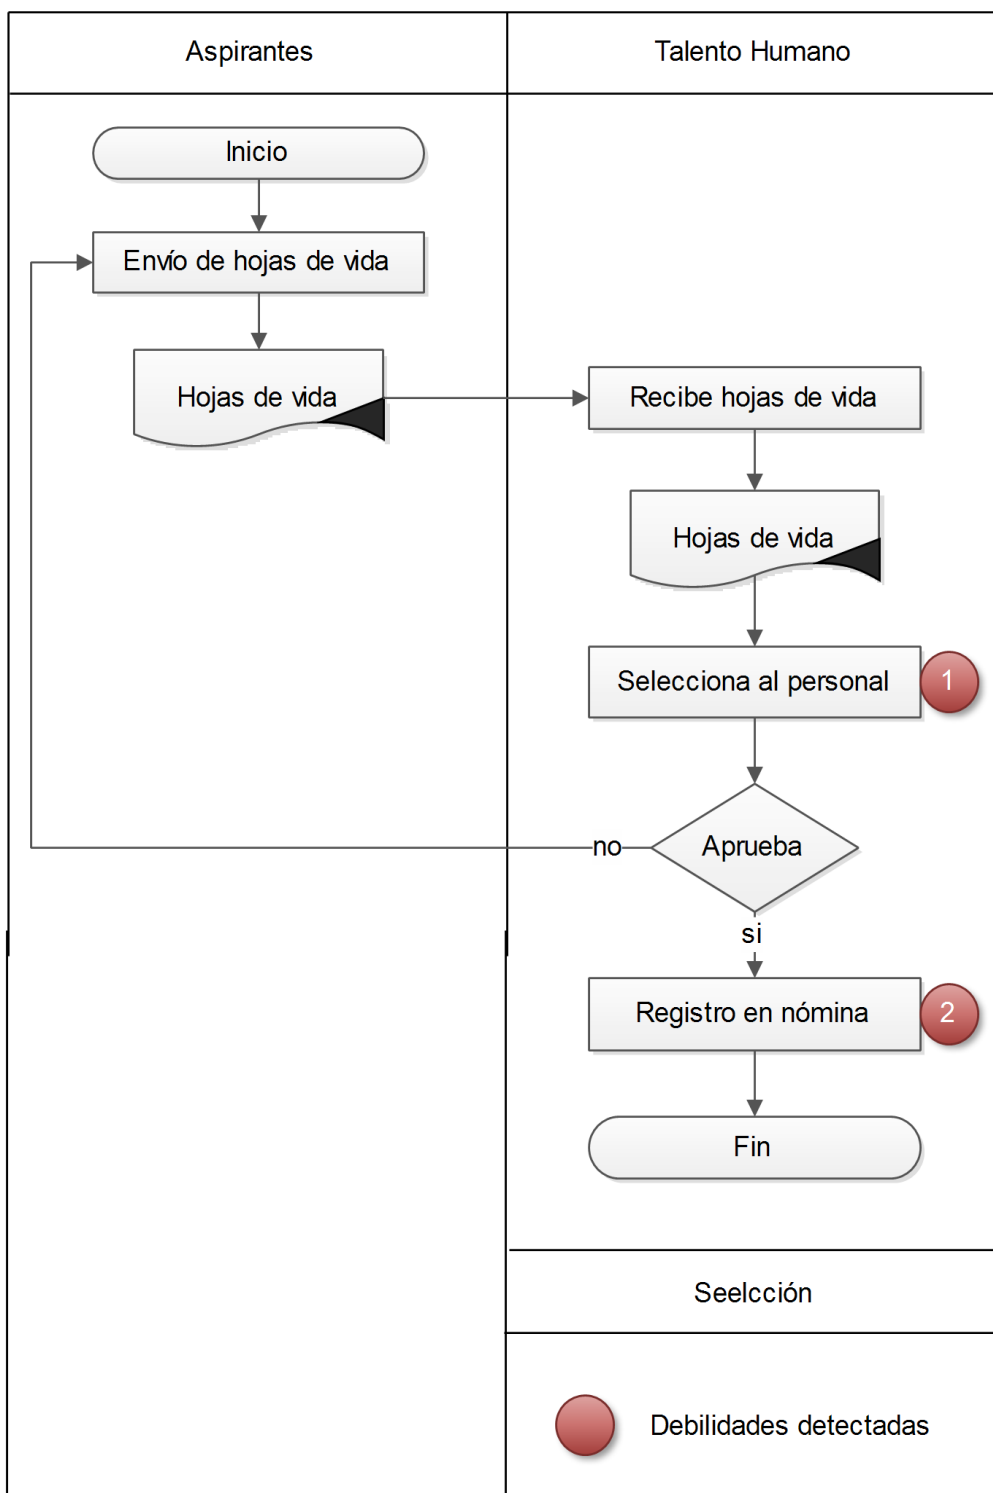 Aspirantes
Talento Humano
Inicio
Envío de hojas de vida
Hojas de vida
Recibe hojas de vida
Hojas de vida
Selecciona al personal
1
Aprueba
no
si
Registro en nómina
2
Fin
Seelcción
Debilidades detectadas